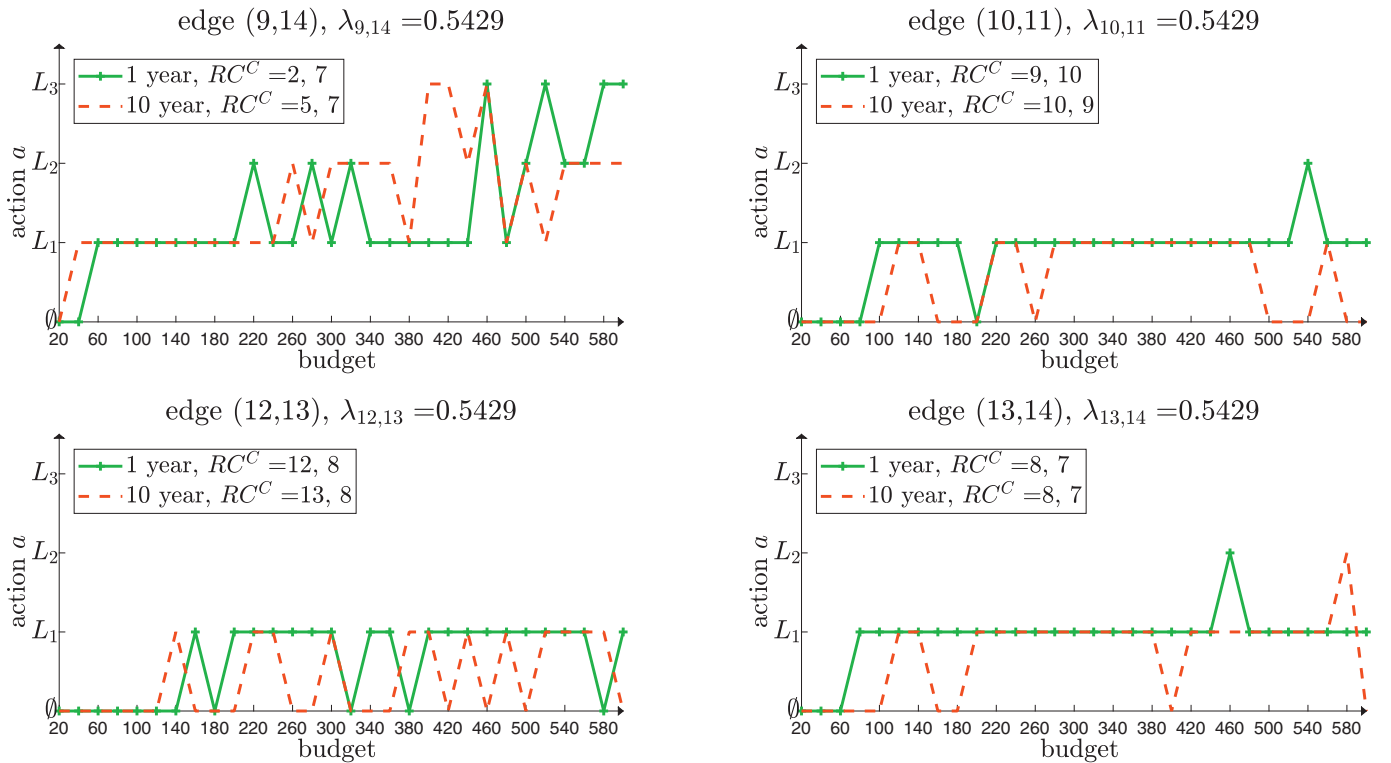 edge (9,14), λ9,14 =0.5429
1 year, RC^C =2, 7
10 year, RC^C =5, 7
L3
L2
L1
∅
action a
20 60 100 140 180 220 260 300 340 380 420 460 500 540 580
budget
edge (10,11), λ10,11 =0.5429
1 year, RC^C =9, 10
10 year, RC^C =10, 9
L3
L2
L1
∅
action a
20 60 100 140 180 220 260 300 340 380 420 460 500 540 580
budget
edge (12,13), λ12,13 =0.5429
1 year, RC^C =12, 8
10 year, RC^C =13, 8
L3
L2
L1
∅
action a
20 60 100 140 180 220 260 300 340 380 420 460 500 540 580
budget
edge (13,14), λ13,14 =0.5429
1 year, RC^C =8, 7
10 year, RC^C =8, 7
L3
L2
L1
∅
action a
20 60 100 140 180 220 260 300 340 380 420 460 500 540 580
budget